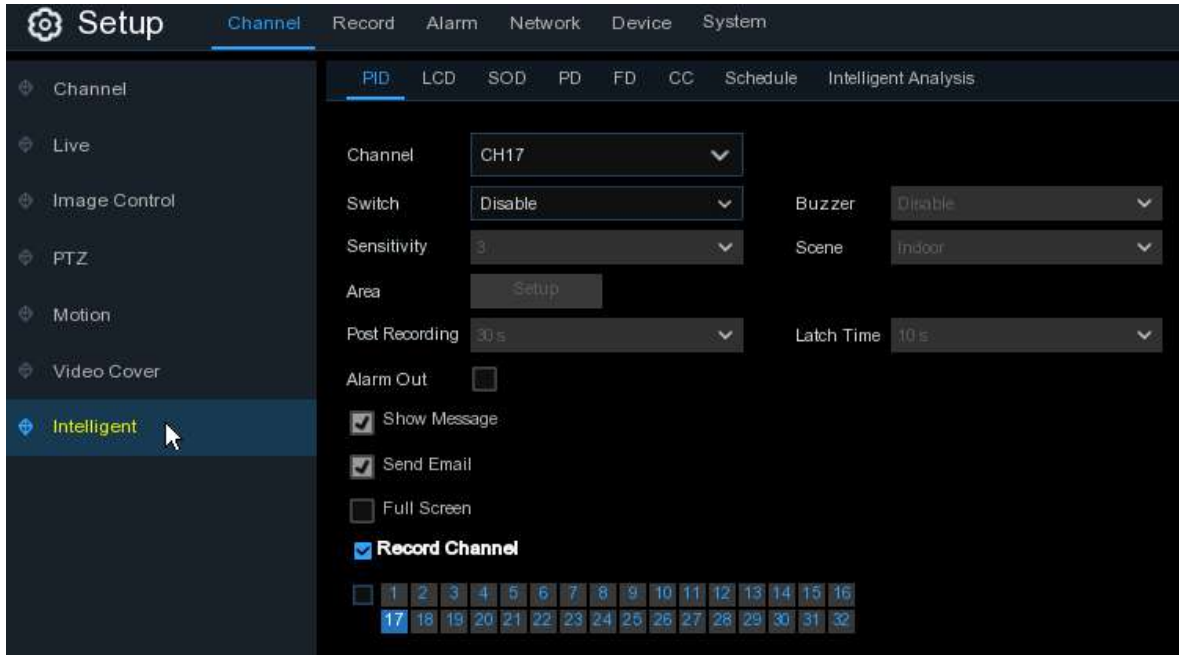 Setup Channel Record Alarm Network Device System
PID LCD SOD PD FD CC Schedule Intelligent Analysis
Channel
Live
Image Control
PTZ
Motion
Video Cover
Intelligent
Channel CH17
Switch Disable Buzzer Disable
Sensitivity 3 Scene Indoor
Area Setup
Post Recording 30 s Latch Time 10 s
Alarm Out
Show Message
Send Email
Full Screen
Record Channel
1 2 3 4 5 6 7 8 9 10 11 12 13 14 15 16
17 18 19 20 21 22 23 24 25 26 27 28 29 30 31 32